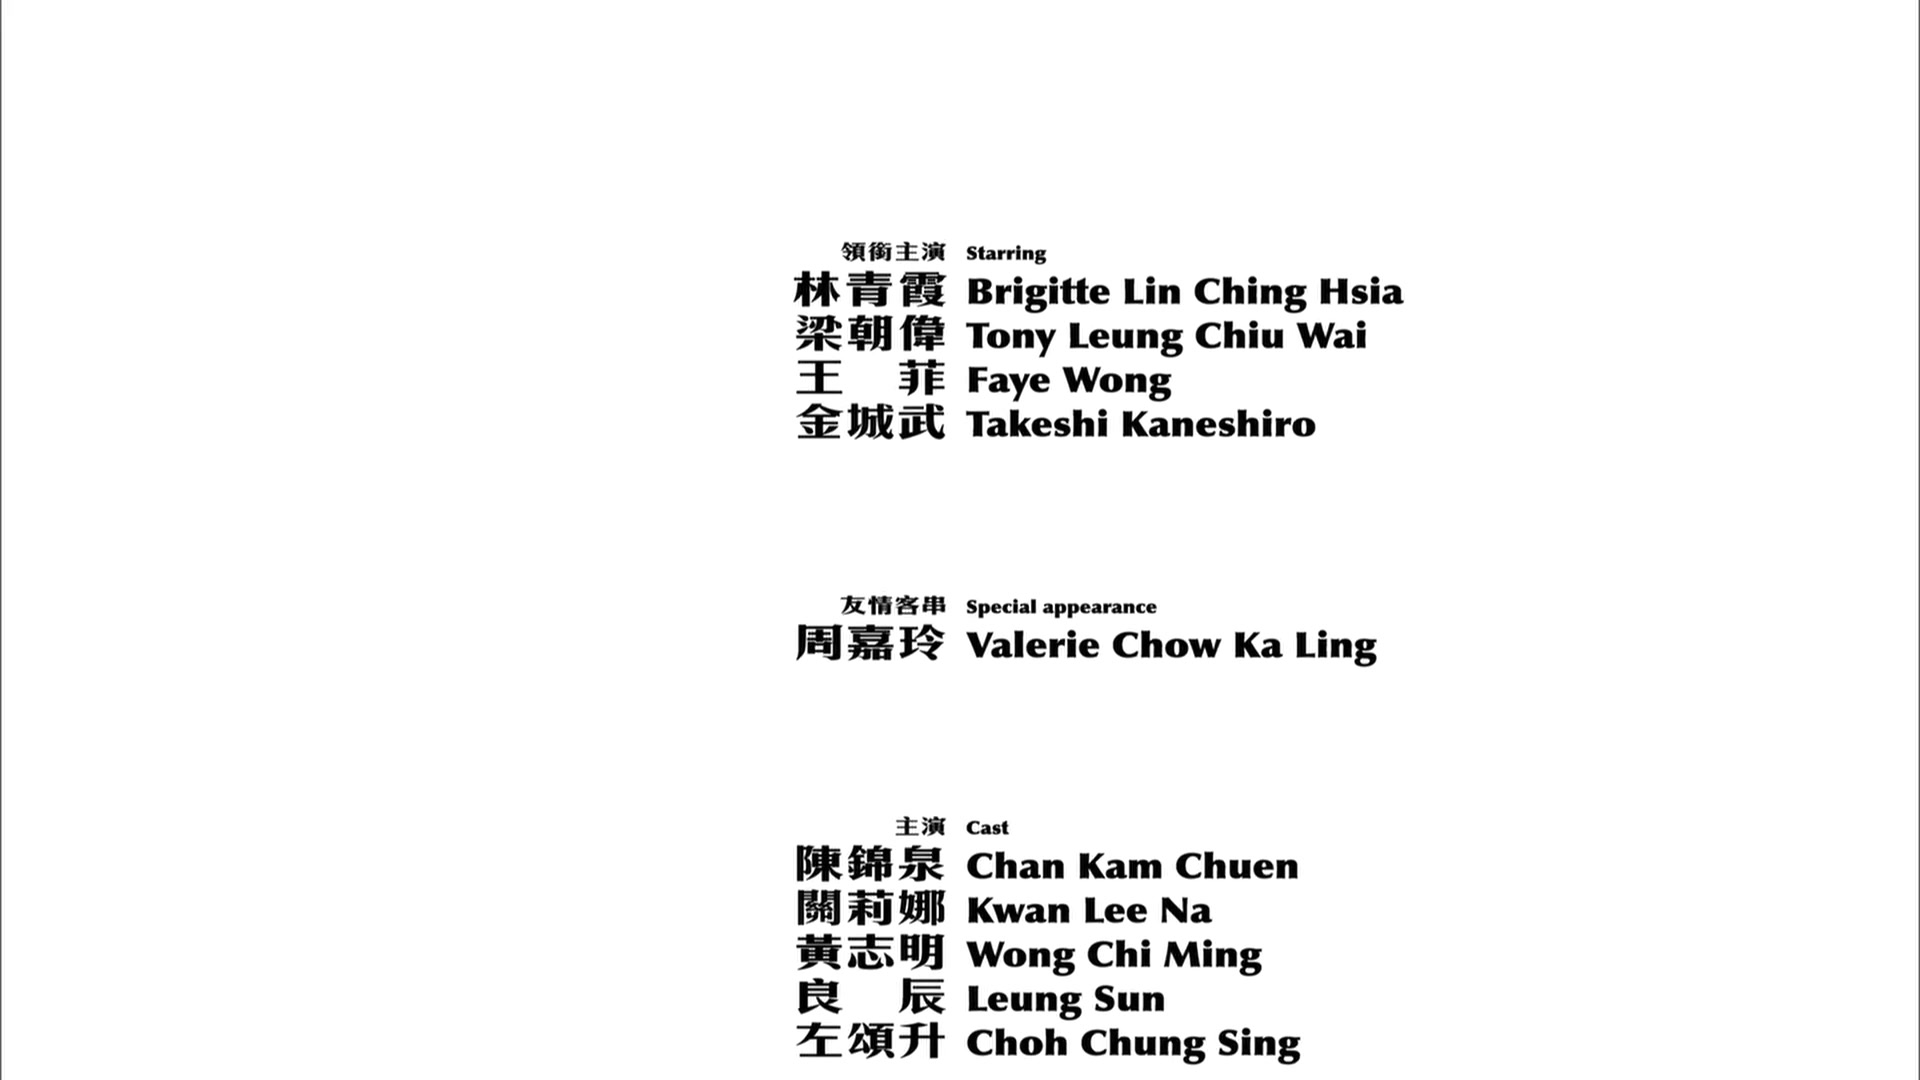 領銜主演 Starring
林青霞 Brigitte Lin Ching Hsia
梁朝偉 Tony Leung Chiu Wai
王 菲 Faye Wong
金城武 Takeshi Kaneshiro
友情客串 Special appearance
周嘉玲 Valerie Chow Ka Ling
主演 Cast
陳錦泉 Chan Kam Chuen
關莉娜 Kwan Lee Na
黃志明 Wong Chi Ming
良 辰 Leung Sun
左頌升 Choh Chung Sing